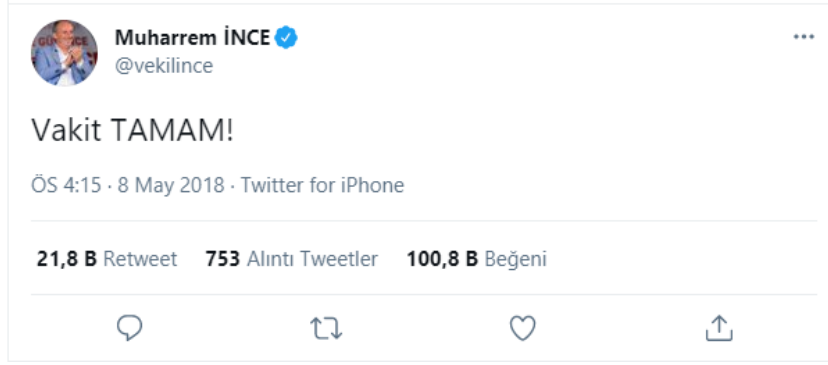 Muharrem İNCE
@vekilince
Vakit TAMAM!
ÖS 4:15 · 8 May 2018 · Twitter for iPhone
21,8 B Retweet 753 Alıntı Tweetler 100,8 B Beğeni